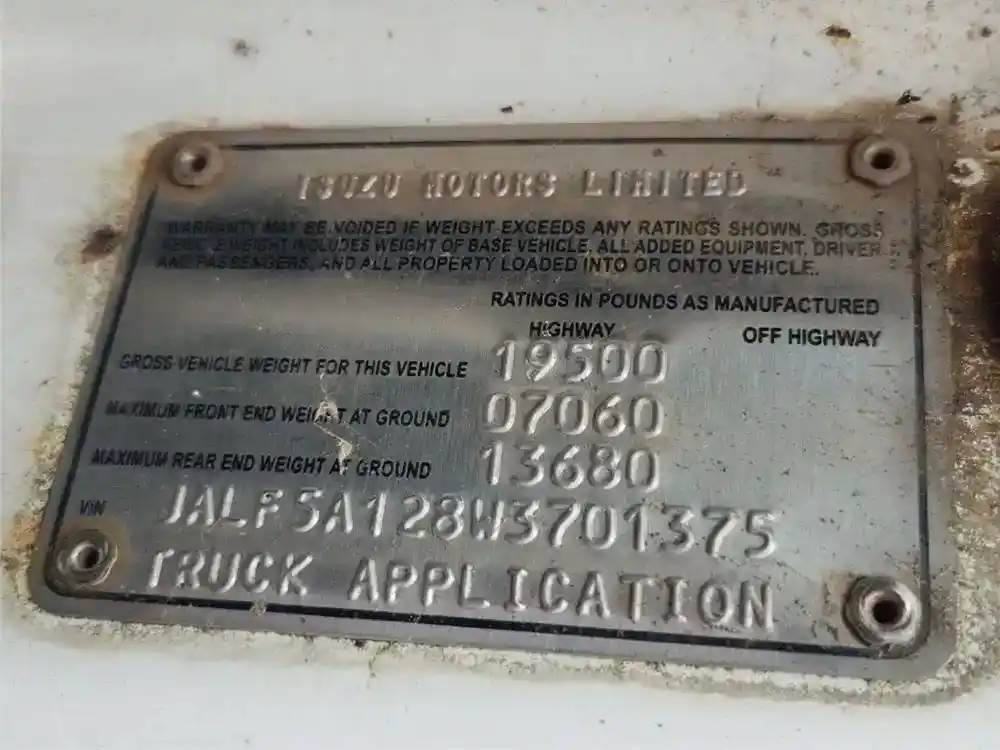 ISUZU MOTORS LIMITED
WARRANTY MAY BE VOIDED IF WEIGHT EXCEEDS ANY RATINGS SHOWN. GROSS
VEHICLE WEIGHT INCLUDES WEIGHT OF BASE VEHICLE, ALL ADDED EQUIPMENT, DRIVER
AND PASSENGERS, AND ALL PROPERTY LOADED INTO OR ONTO VEHICLE.
RATINGS IN POUNDS AS MANUFACTURED
HIGHWAY OFF HIGHWAY
GROSS VEHICLE WEIGHT FOR THIS VEHICLE 19500
MAXIMUM FRONT END WEIGHT AT GROUND 07060
MAXIMUM REAR END WEIGHT AT GROUND 13680
VIN JALF5A128W3701375
TRUCK APPLICATION